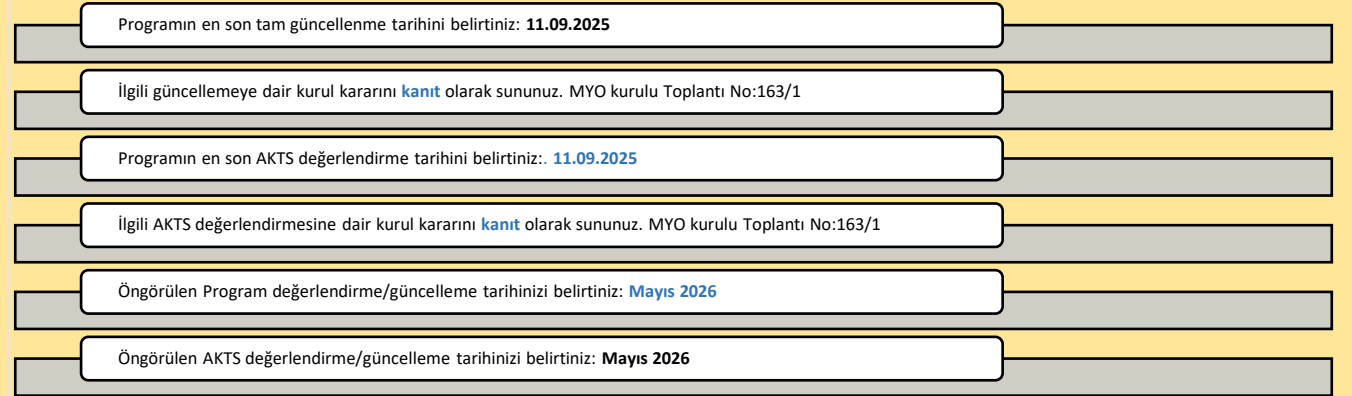 Programın en son tam güncellenme tarihini belirtiniz: 11.09.2025
İlgili güncellemeye dair kurul kararını kanıt olarak sununuz. MYO kurulu Toplantı No:163/1
Programın en son AKTS değerlendirme tarihini belirtiniz:. 11.09.2025
İlgili AKTS değerlendirmesine dair kurul kararını kanıt olarak sununuz. MYO kurulu Toplantı No:163/1
Öngörülen Program değerlendirme/güncelleme tarihinizi belirtiniz: Mayıs 2026
Öngörülen AKTS değerlendirme/güncelleme tarihinizi belirtiniz: Mayıs 2026